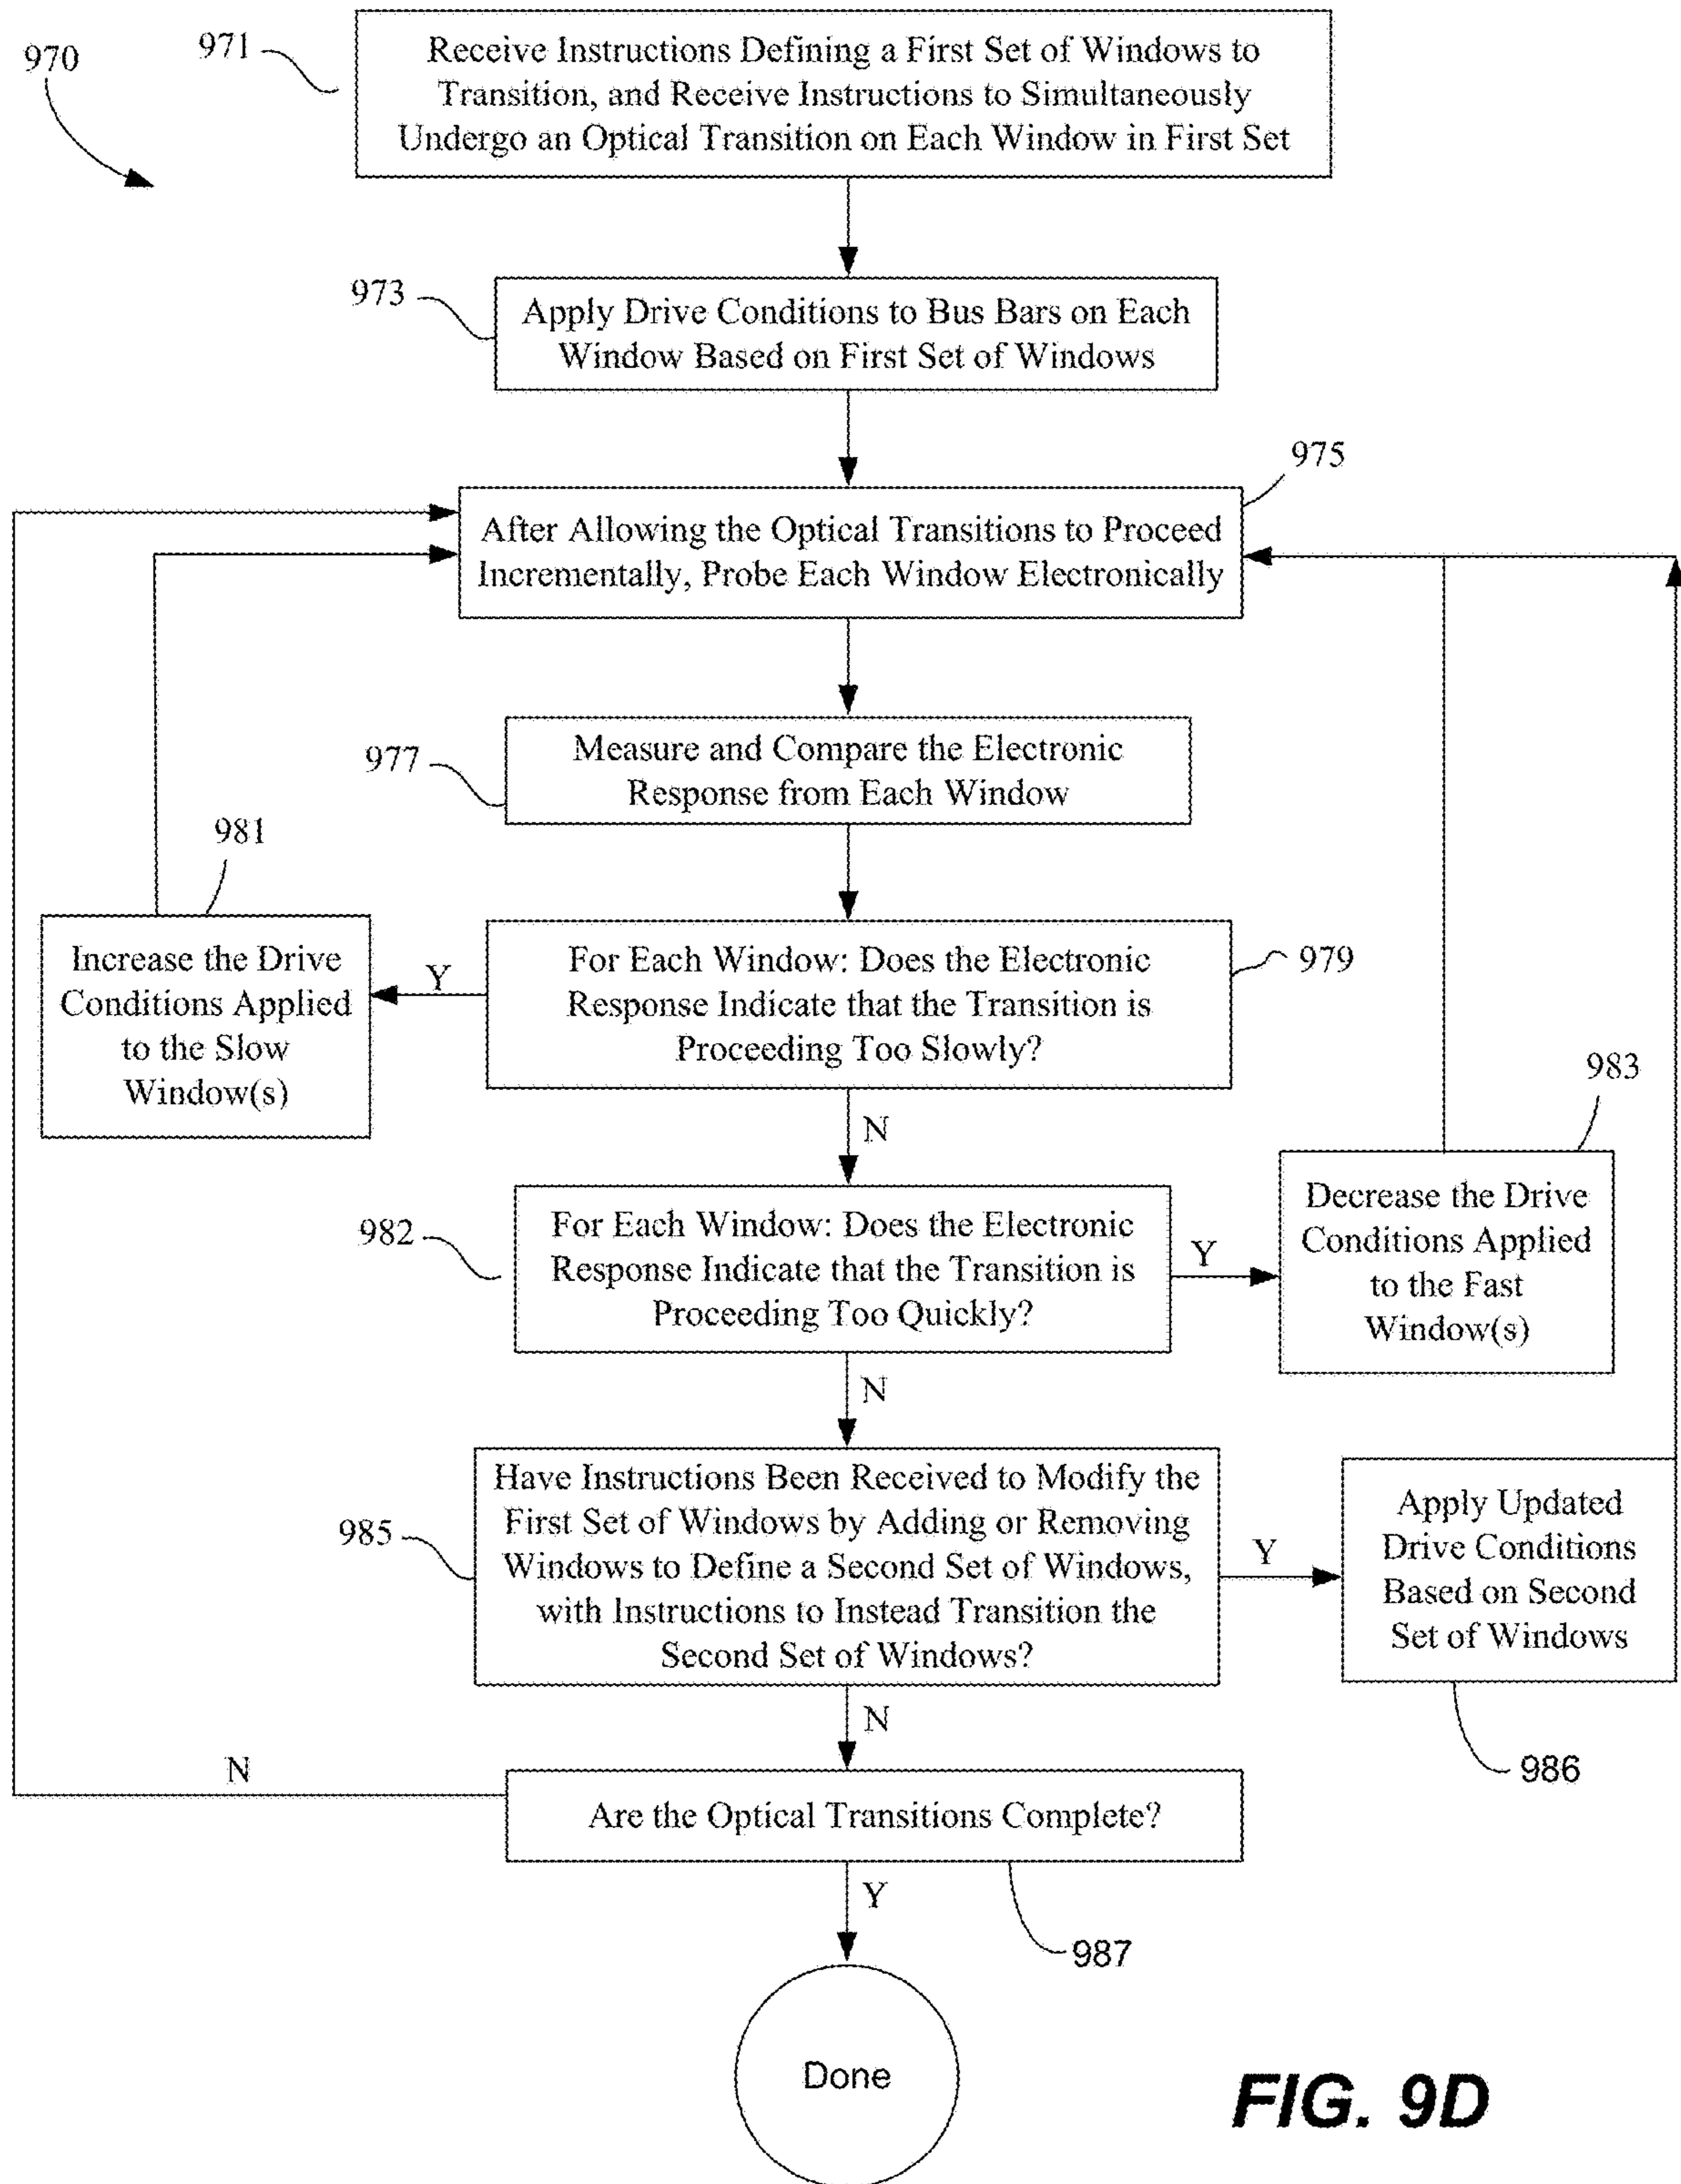 970
971
Receive Instructions Defining a First Set of Windows to
Transition, and Receive Instructions to Simultaneously
Undergo an Optical Transition on Each Window in First Set
973
Apply Drive Conditions to Bus Bars on Each
Window Based on First Set of Windows
975
After Allowing the Optical Transitions to Proceed
Incrementally, Probe Each Window Electronically
977
Measure and Compare the Electronic
Response from Each Window
981
Increase the Drive
Conditions Applied
to the Slow
Window(s)
Y
For Each Window: Does the Electronic
Response Indicate that the Transition is
Proceeding Too Slowly?
979
N
982
For Each Window: Does the Electronic
Response Indicate that the Transition is
Proceeding Too Quickly?
Y
983
Decrease the Drive
Conditions Applied
to the Fast
Window(s)
N
985
Have Instructions Been Received to Modify the
First Set of Windows by Adding or Removing
Windows to Define a Second Set of Windows,
with Instructions to Instead Transition the
Second Set of Windows?
Y
Apply Updated
Drive Conditions
Based on Second
Set of Windows
986
N
N
Are the Optical Transitions Complete?
987
Y
Done
FIG. 9D